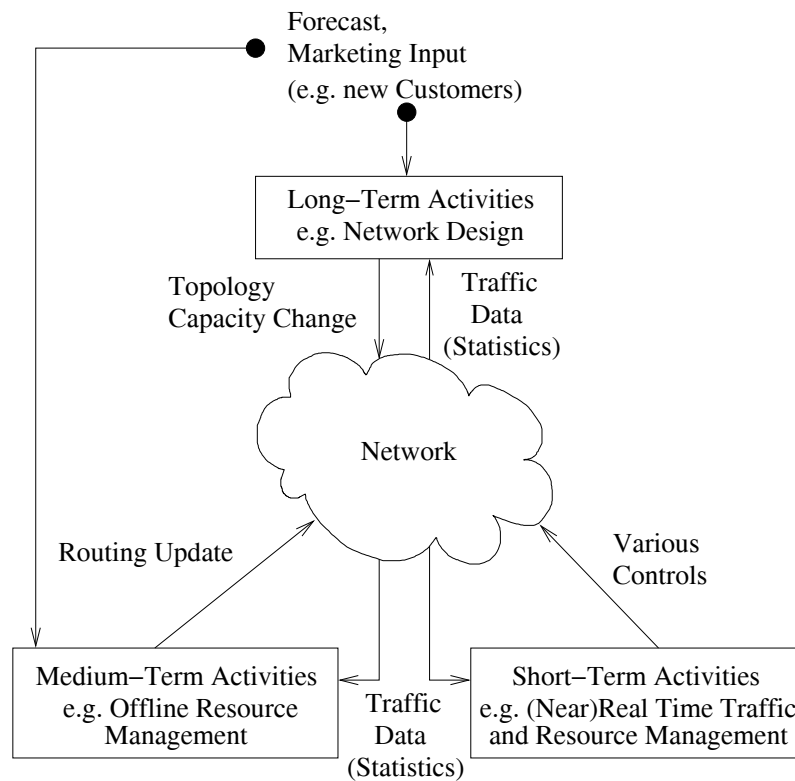 Forecast,
Marketing Input
(e.g. new Customers)
Long−Term Activities
e.g. Network Design
Topology
Capacity Change
Traffic
Data
(Statistics)
Network
Routing Update
Various
Controls
Medium−Term Activities
e.g. Offline Resource
Management
Traffic
Data
(Statistics)
Short−Term Activities
e.g. (Near)Real Time Traffic
and Resource Management